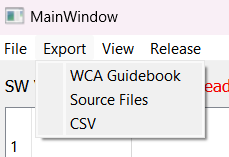 MainWindow
File Export View Release
SW
WCA Guidebook
Source Files
CSV
1